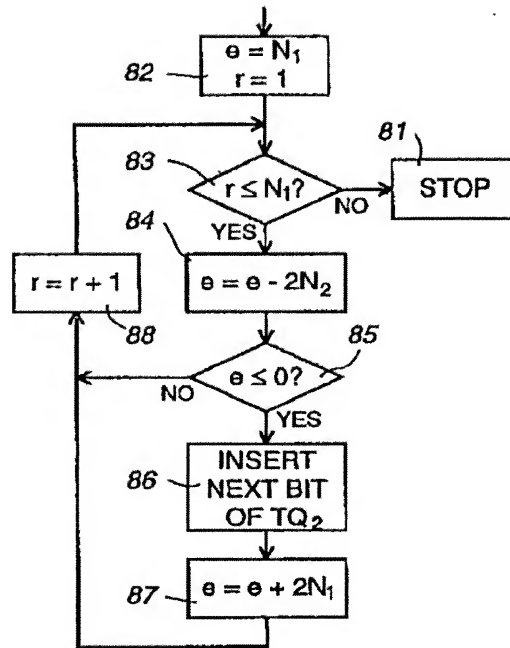 82
e = N₁
r = 1
81
83
r ≤ N₁?
NO
STOP
YES
84
r = r + 1
88
e = e - 2N₂
85
e ≤ 0?
NO
YES
86
INSERT
NEXT BIT
OF TQ₂
87
e = e + 2N₁